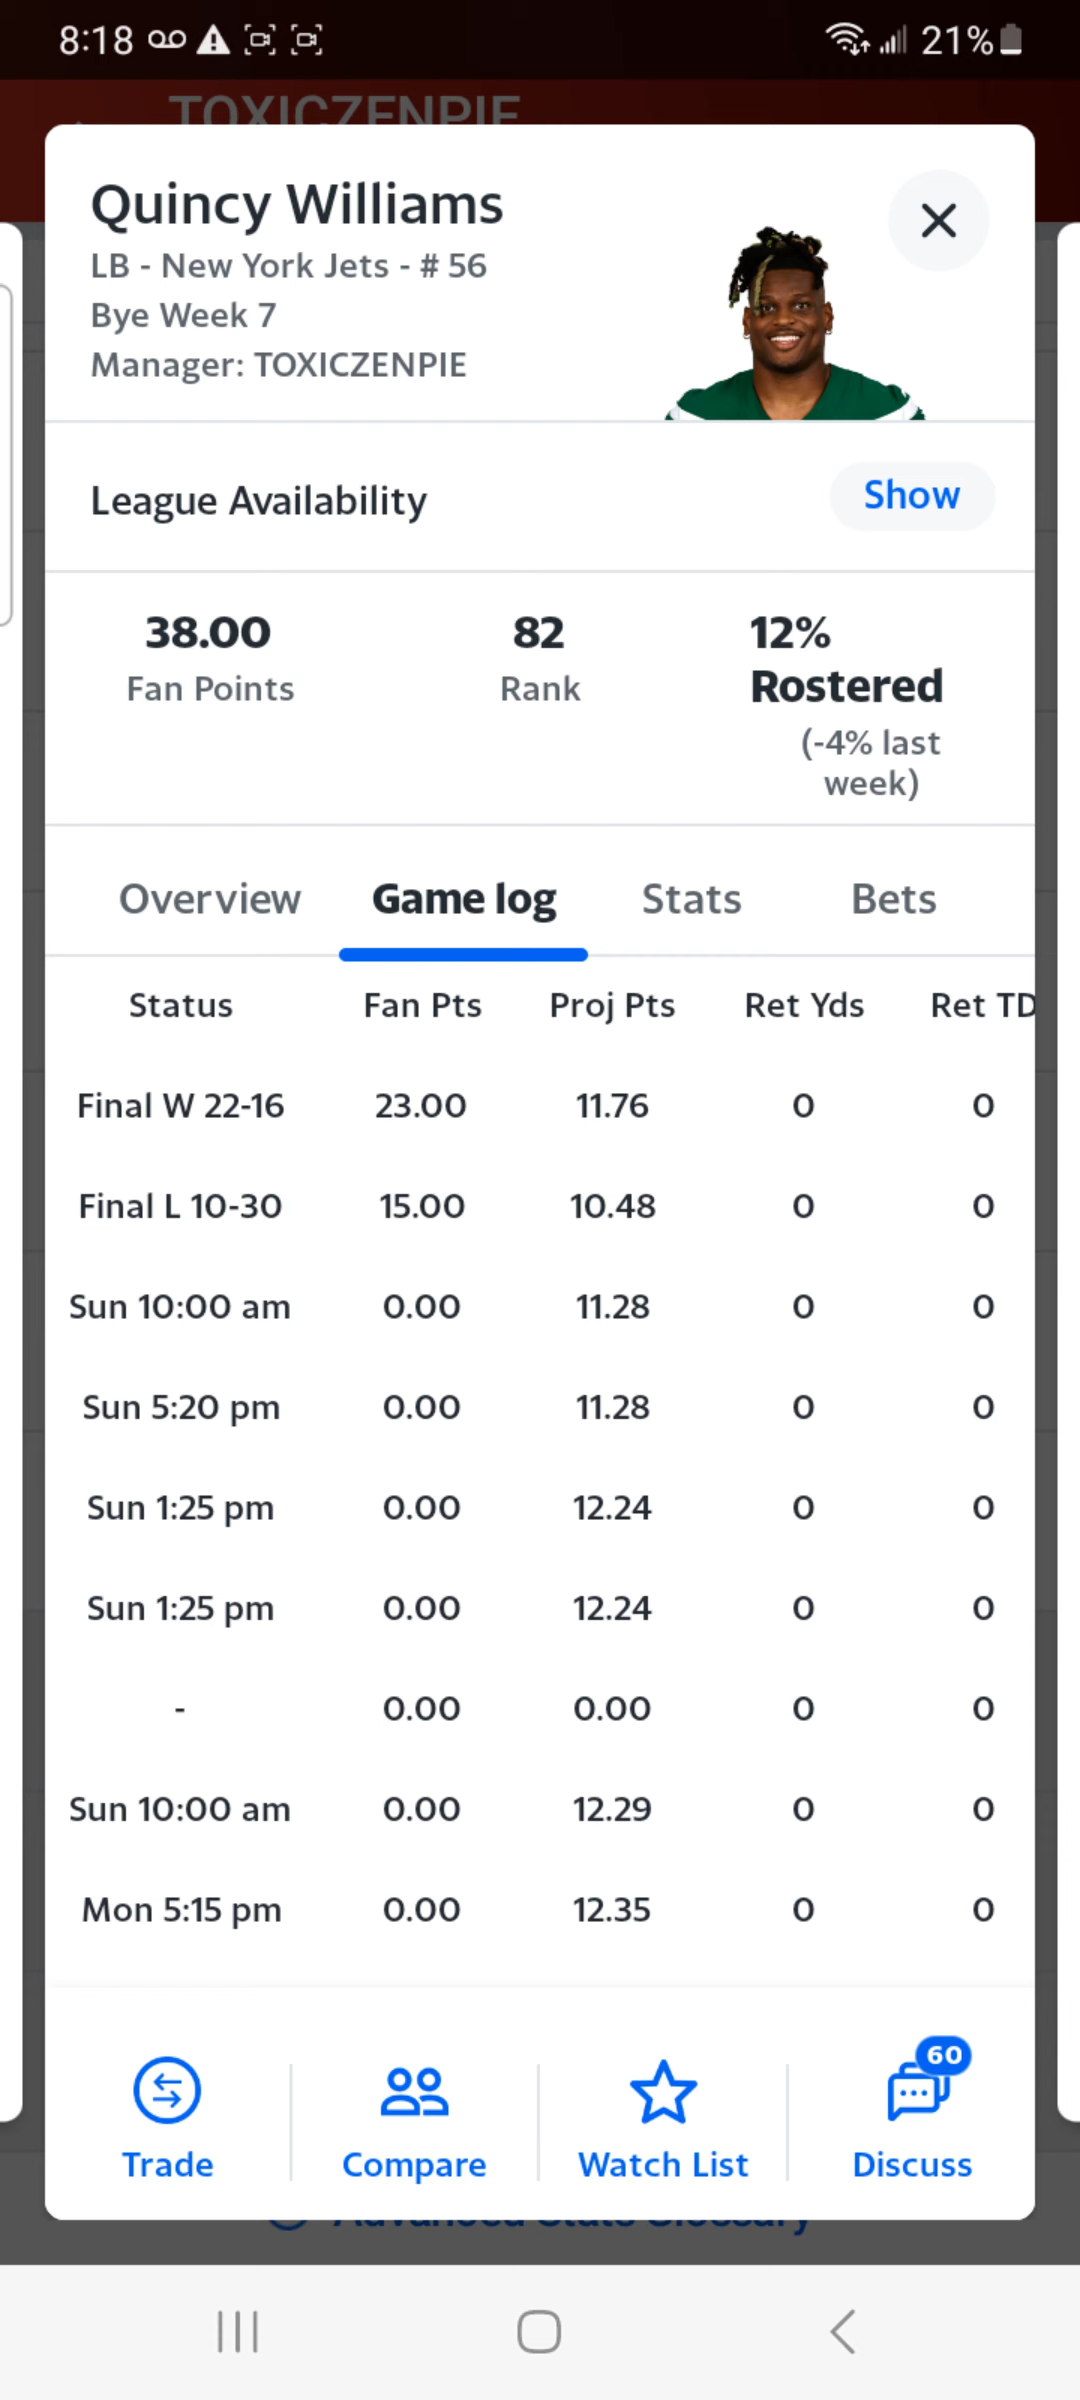 8:18 21%
TOXICZENPIE
Quincy Williams
LB - New York Jets - # 56
Bye Week 7
Manager: TOXICZENPIE
League Availability Show
38.00 82 12%
Fan Points Rank Rostered
(-4% last
week)
Overview Game log Stats Bets
Status Fan Pts Proj Pts Ret Yds Ret TD
Final W 22-16 23.00 11.76 0 0
Final L 10-30 15.00 10.48 0 0
Sun 10:00 am 0.00 11.28 0 0
Sun 5:20 pm 0.00 11.28 0 0
Sun 1:25 pm 0.00 12.24 0 0
Sun 1:25 pm 0.00 12.24 0 0
- 0.00 0.00 0 0
Sun 10:00 am 0.00 12.29 0 0
Mon 5:15 pm 0.00 12.35 0 0
60
Trade Compare Watch List Discuss
Advanced Stats Glossary